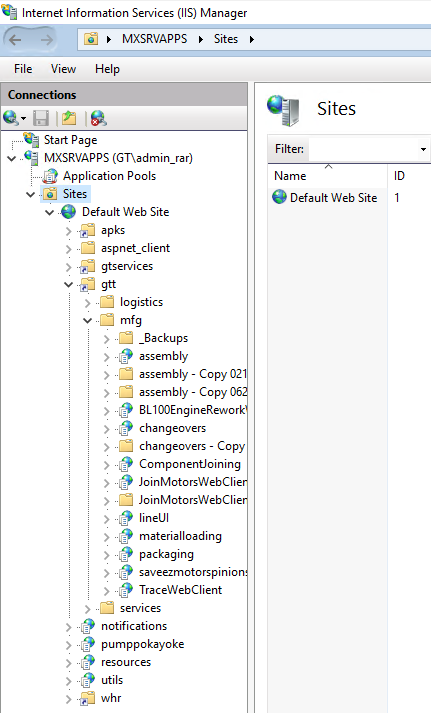 Internet Information Services (IIS) Manager
MXSRVAPPS Sites
File View Help
Connections
Start Page
MXSRVAPPS (GT\admin_rar)
Application Pools
Sites
Default Web Site
apks
aspnet_client
gtservices
gtt
logistics
mfg
_Backups
assembly
assembly - Copy 021
assembly - Copy 062
BL100EngineRework
changeovers
changeovers - Copy
ComponentJoining
JoinMotorsWebClien
JoinMotorsWebClien
lineUI
materialloading
packaging
saveezmotorspinions
TraceWebClient
services
notifications
pumppokayoke
resources
utils
whr
Sites
Filter:
Name ID
Default Web Site 1